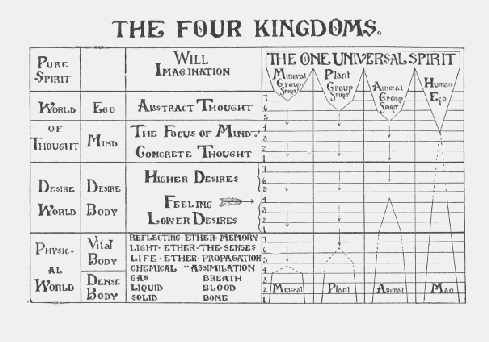 THE FOUR KINGDOMS.
PURE SPIRIT
WILL
IMAGINATION
THE ONE UNIVERSAL SPIRIT
Mineral Group Spirit
Plant Group Spirit
Animal Group Spirit
Human Ego
WORLD OF THOUGHT
EGO
ABSTRACT THOUGHT
MIND
THE FOCUS OF MIND
CONCRETE THOUGHT
DESIRE WORLD
DESIRE BODY
HIGHER DESIRES
FEELING
LOWER DESIRES
PHYSICAL WORLD
VITAL BODY
REFLECTING·ETHER·MEMORY
LIGHT·ETHER·THE·SENSES
LIFE·ETHER·PROPAGATION
CHEMICAL " ASSIMILATION
DENSE BODY
GAS BREATH
LIQUID BLOOD
SOLID BONE
Mineral
Plant
Animal
Man